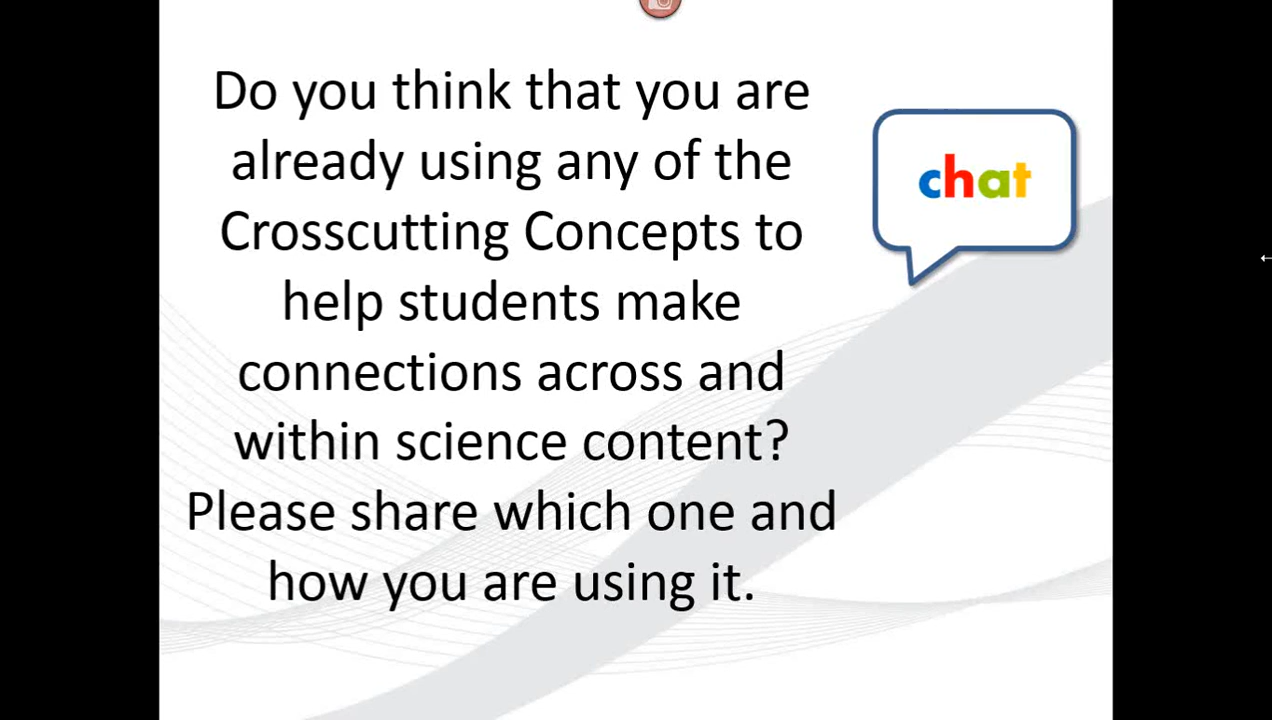 Do you think that you are
already using any of the
Crosscutting Concepts to
help students make
connections across and
within science content?
Please share which one and
how you are using it.
chat